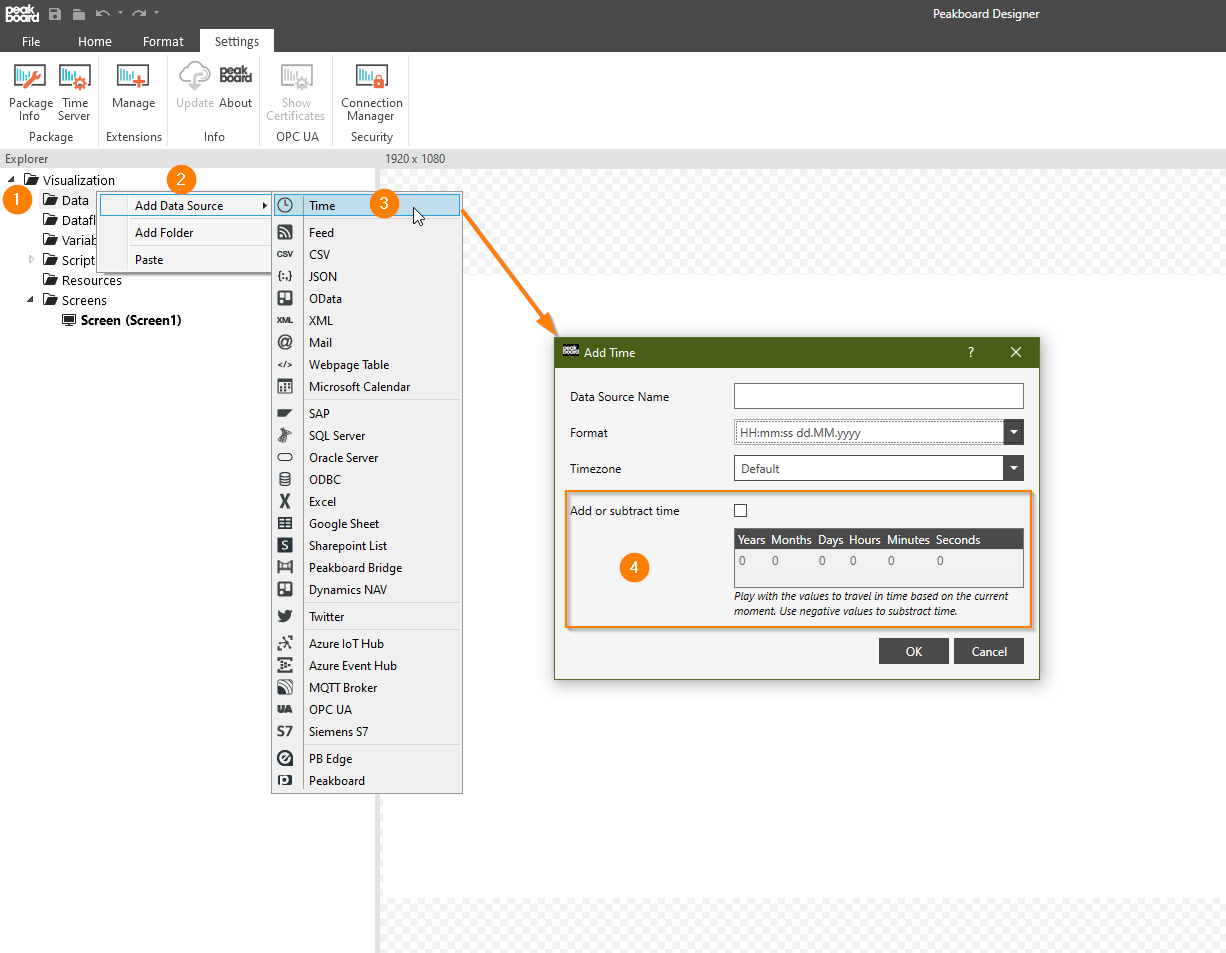 peak
board
Peakboard Designer
File Home Format Settings
Package Info
Time Server
Manage
Update
About
Show Certificates
Connection Manager
Package Extensions Info OPC UA Security
Explorer
1920 x 1080
Visualization
1
Data
Datafl
Variab
Script
Resources
Screens
Screen (Screen1)
2
Add Data Source
Add Folder
Paste
3
Time
Feed
CSV CSV
{:,} JSON
OData
XML XML
@ Mail
</> Webpage Table
Microsoft Calendar
SAP
SQL Server
Oracle Server
ODBC
X Excel
Google Sheet
S Sharepoint List
Peakboard Bridge
Dynamics NAV
Twitter
Azure IoT Hub
Azure Event Hub
MQTT Broker
UA OPC UA
S7 Siemens S7
PB Edge
Peakboard
peak board Add Time ?
Data Source Name
Format HH:mm:ss dd.MM.yyyy
Timezone Default
Add or subtract time
4
Years Months Days Hours Minutes Seconds
0 0 0 0 0 0
Play with the values to travel in time based on the current
moment. Use negative values to substract time.
OK Cancel